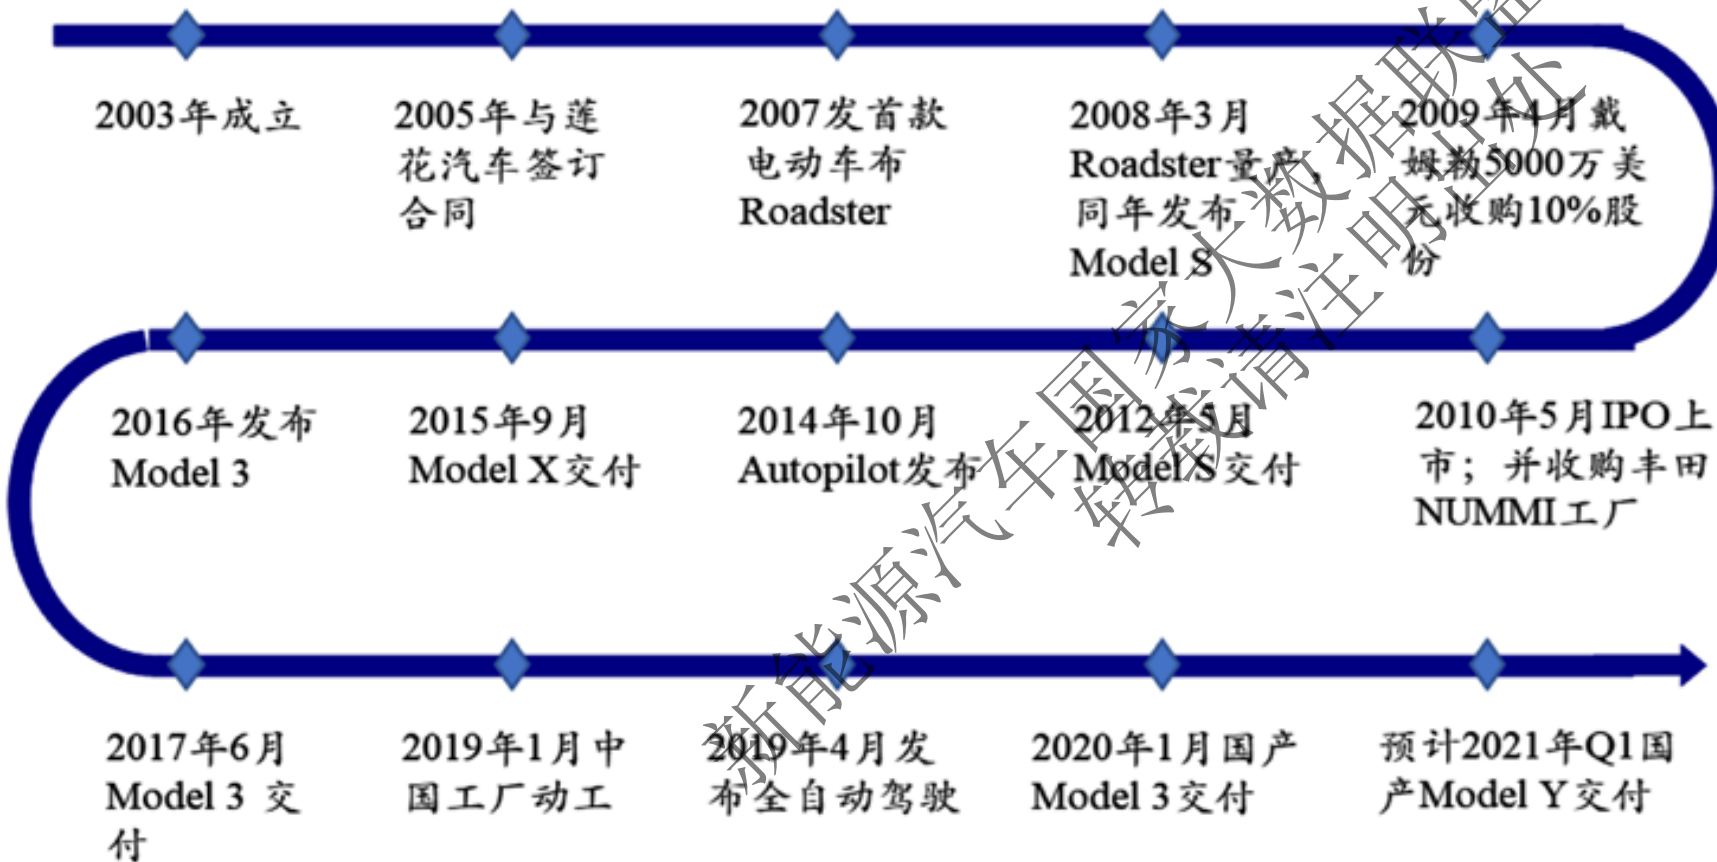 2003年成立
2005年与莲
花汽车签订
合同
2007发首款
电动车布
Roadster
2008年3月
Roadster量产,
同年发布
Model S
2009年4月戴
姆勒5000万美
元收购10%股
份
2010年5月IPO上
市；并收购丰田
NUMMI工厂
2012年5月
Model S交付
2014年10月
Autopilot发布
2015年9月
Model X交付
2016年发布
Model 3
2017年6月
Model 3 交
付
2019年1月中
国工厂动工
2019年4月发
布全自动驾驶
2020年1月国产
Model 3交付
预计2021年Q1国
产Model Y交付
新能源汽车国家大数据联盟
转载请注明出处